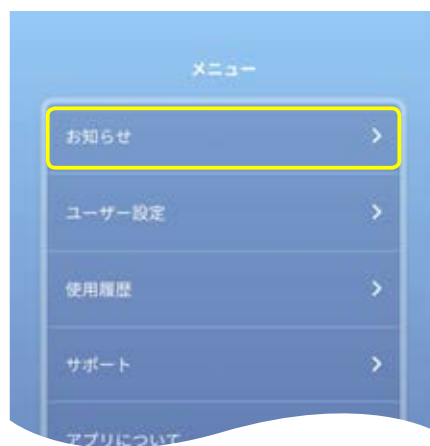 メニュー
お知らせ
ユーザー設定
使用履歴
サポート
アプリについて